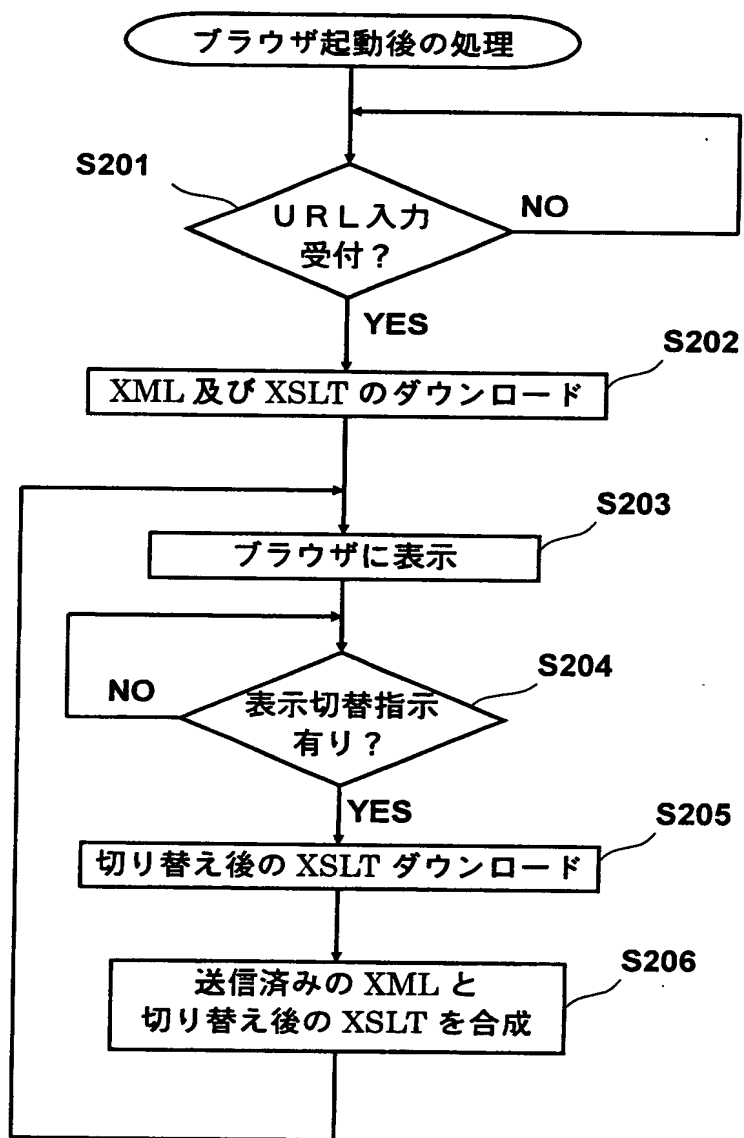 ブラウザ起動後の処理
S201
URL入力
受付?
NO
YES
S202
XML 及び XSLT のダウンロード
S203
ブラウザに表示
S204
NO
表示切替指示
有り?
YES
S205
切り替え後の XSLT ダウンロード
S206
送信済みの XML と
切り替え後の XSLT を合成